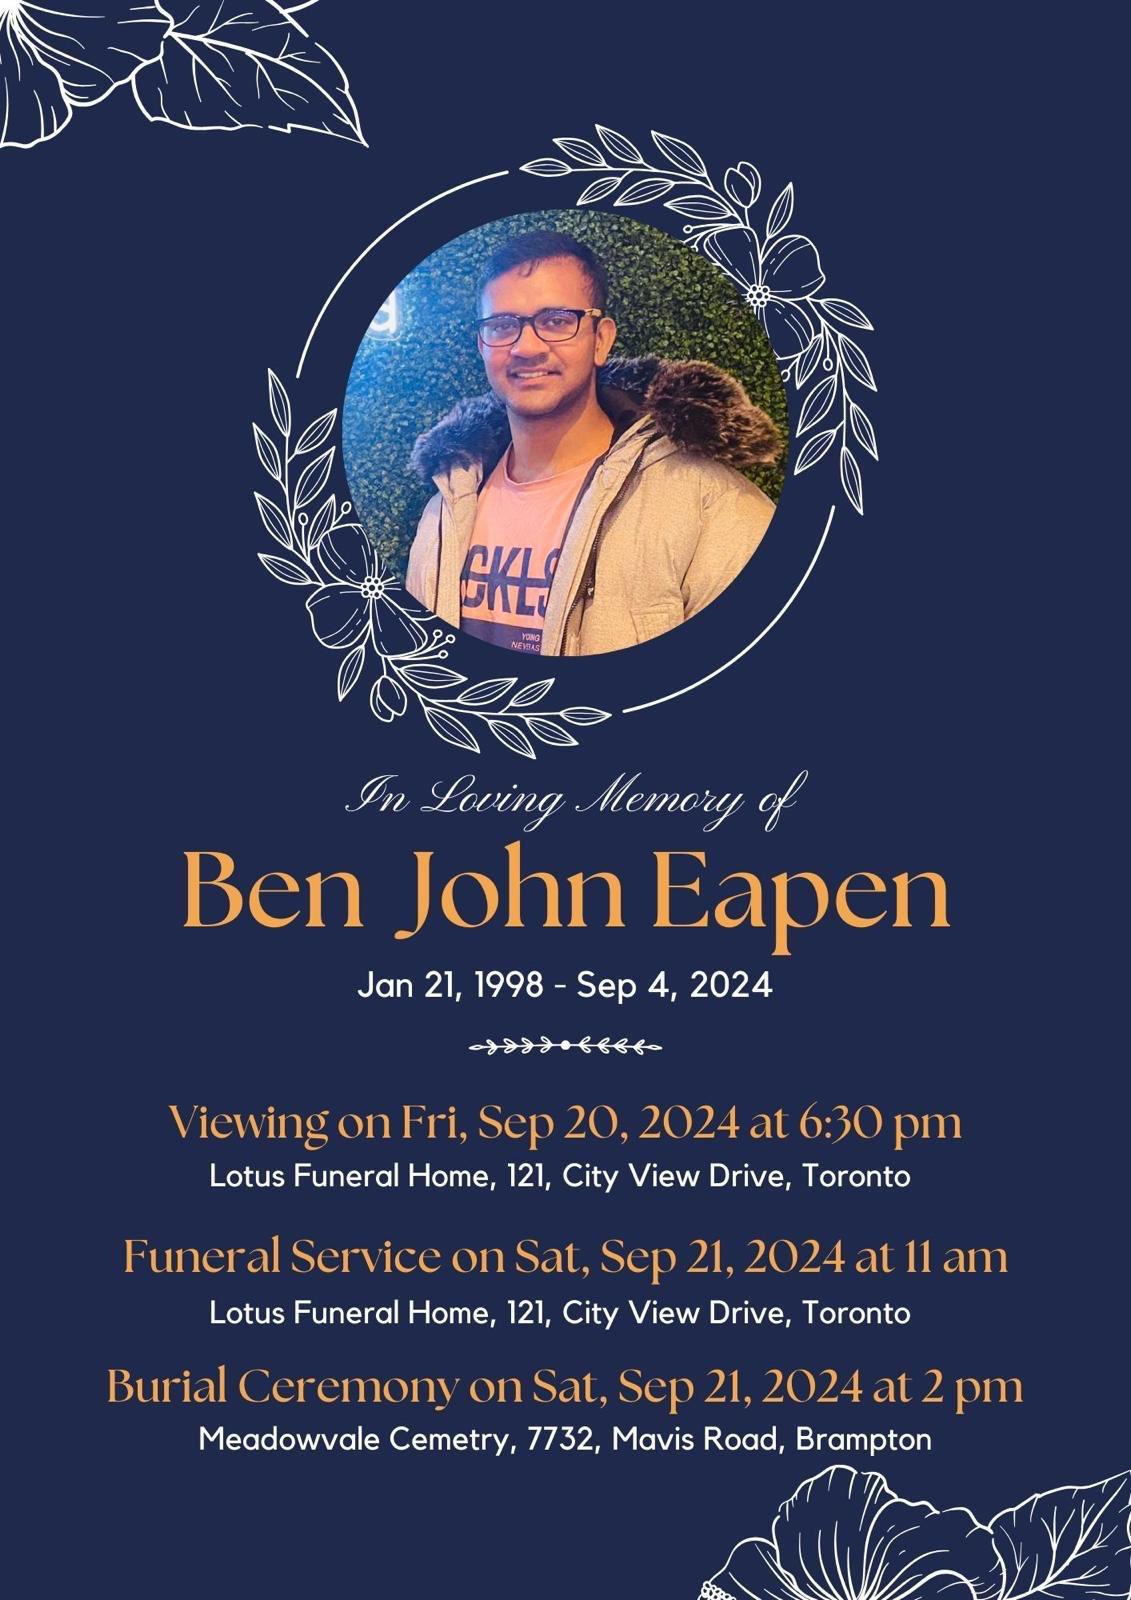 a
CKLS
YOUNG
In Loving Memory of
Ben John Eapen
Jan 21, 1998 - Sep 4, 2024
Viewing on Fri, Sep 20, 2024 at 6:30 pm
Lotus Funeral Home, 121, City View Drive, Toronto
Funeral Service on Sat, Sep 21, 2024 at 11 am
Lotus Funeral Home, 121, City View Drive, Toronto
Burial Ceremony on Sat, Sep 21, 2024 at 2 pm
Meadowvale Cemetry, 7732, Mavis Road, Brampton